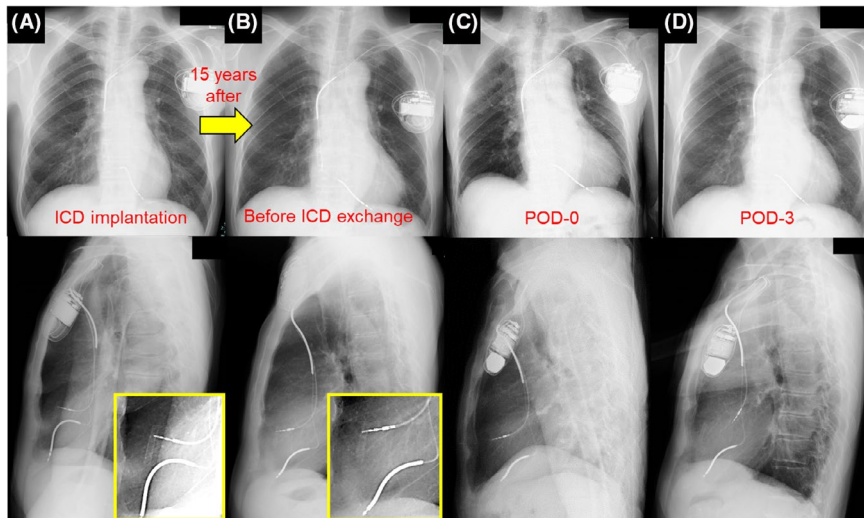 (A)
(B)
(C)
(D)
15 years
after
ICD implantation
Before ICD exchange
POD-0
POD-3